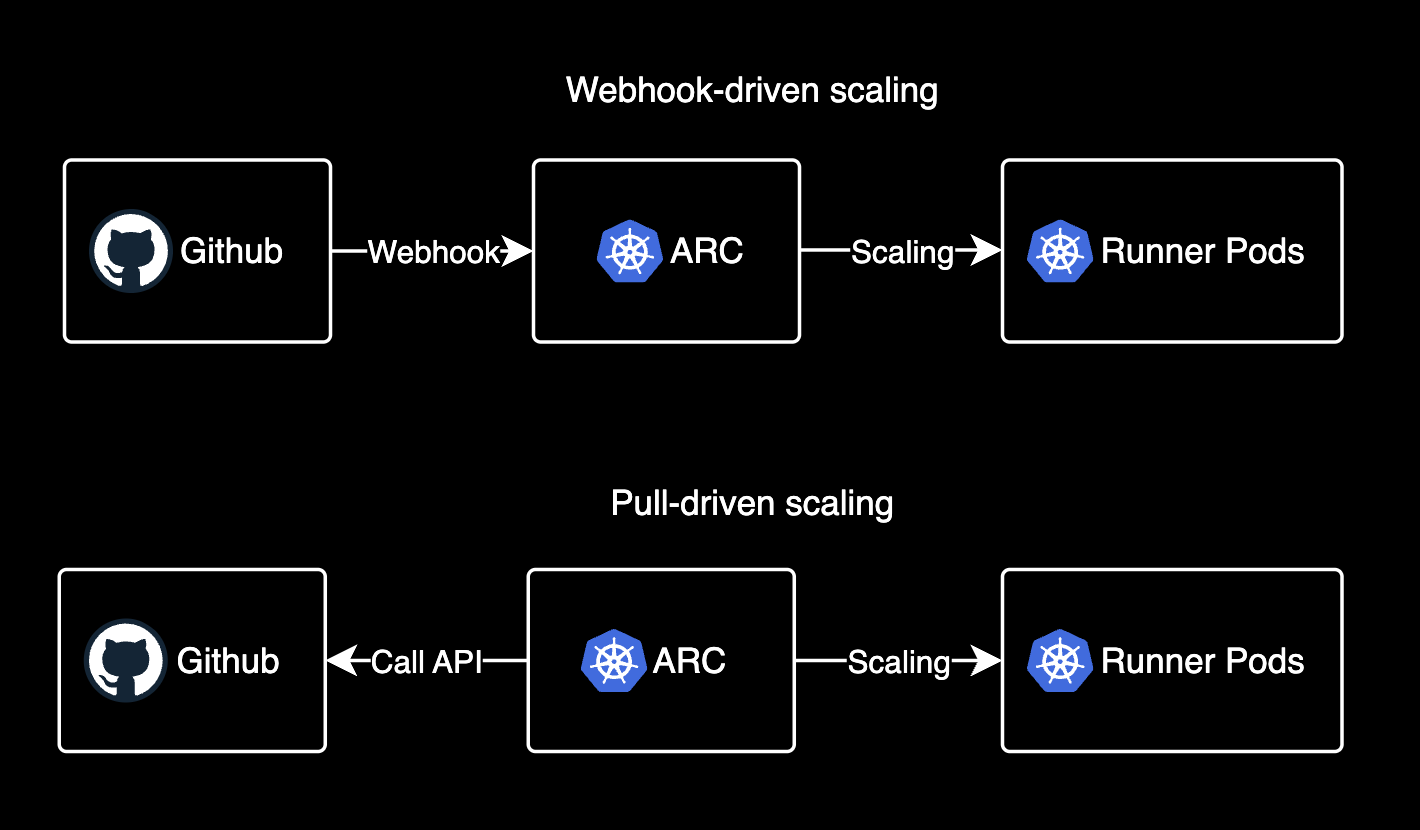 Webhook-driven scaling
Github
Webhook
ARC
Scaling
Runner Pods
Pull-driven scaling
Github
Call API
ARC
Scaling
Runner Pods